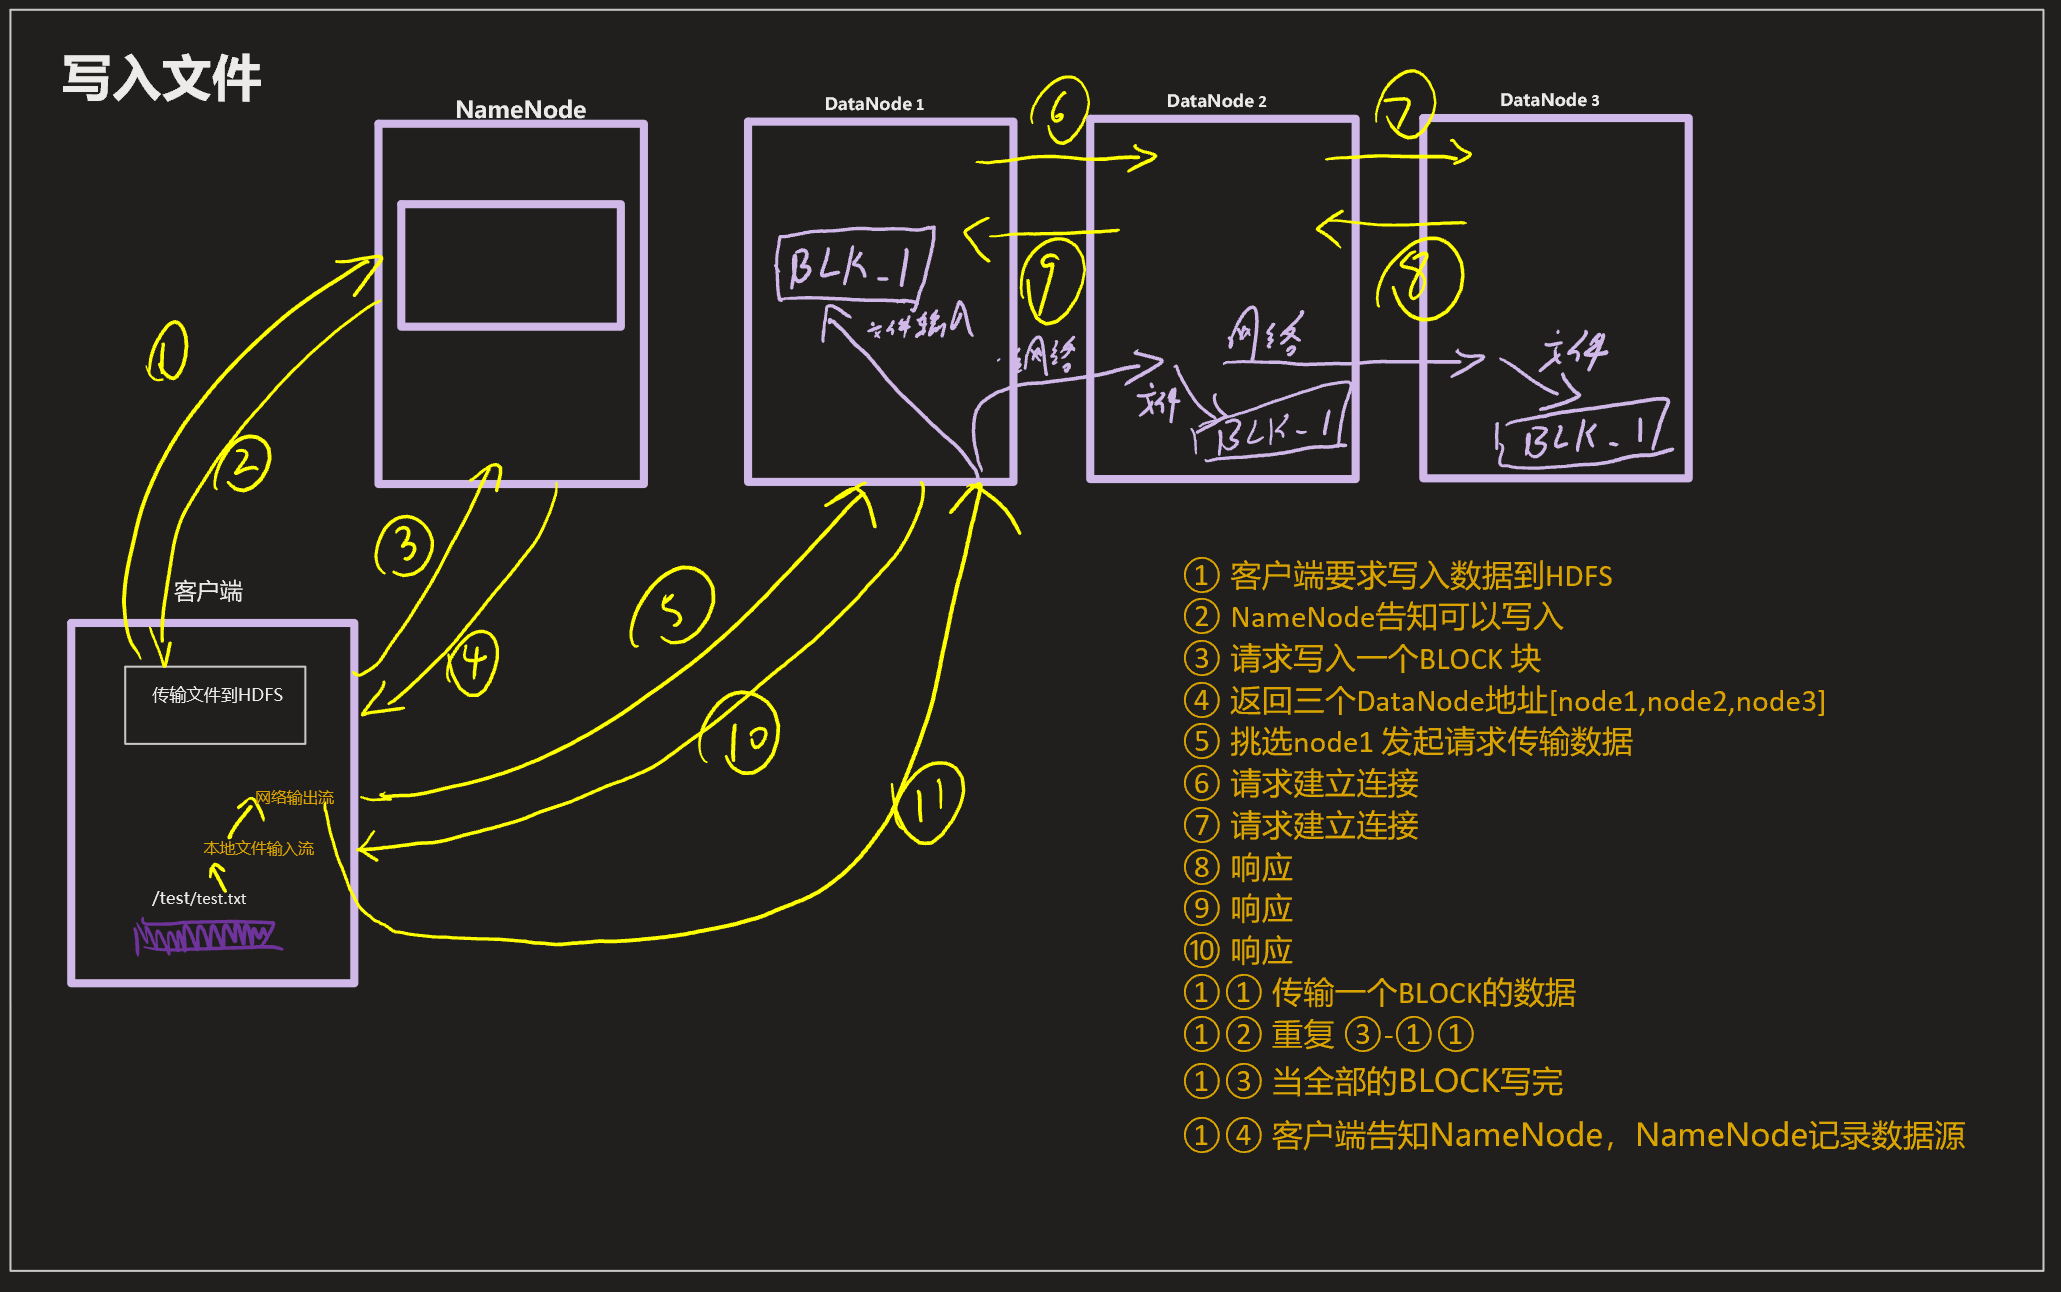 写入文件
NameNode
DataNode 1
DataNode 2
DataNode 3
6
7
9
8
BLK_1
文件输入
网络
文件
BLK_1
网络
文件
BLK_1
1
2
3
4
5
10
11
客户端
传输文件到HDFS
网络输出流
本地文件输入流
/test/test.txt
① 客户端要求写入数据到HDFS
② NameNode告知可以写入
③ 请求写入一个BLOCK 块
④ 返回三个DataNode地址[node1,node2,node3]
⑤ 挑选node1 发起请求传输数据
⑥ 请求建立连接
⑦ 请求建立连接
⑧ 响应
⑨ 响应
⑩ 响应
①① 传输一个BLOCK的数据
①② 重复 ③-①①
①③ 当全部的BLOCK写完
①④ 客户端告知NameNode，NameNode记录数据源